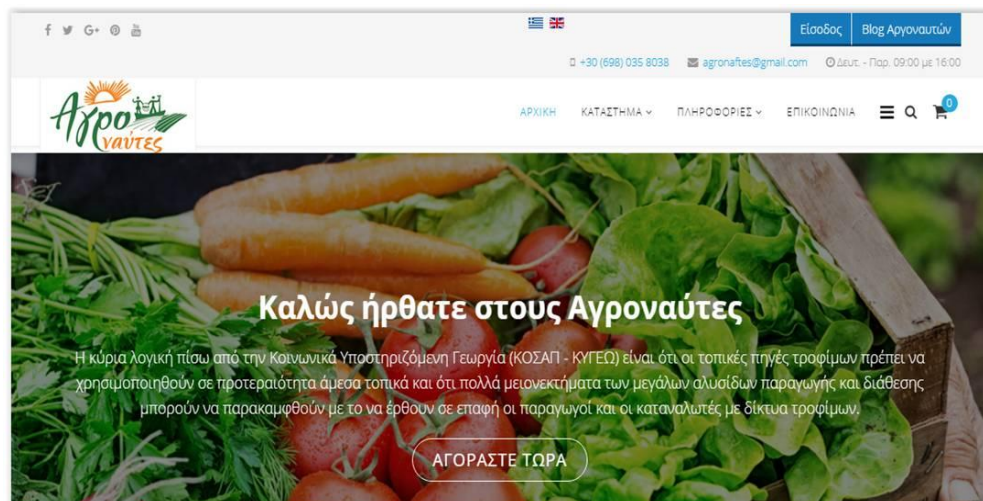 Είσοδος Blog Αργοναυτών
+30 (698) 035 8038 agronaftes@gmail.com Δευτ. - Παρ. 09:00 με 16:00
Αγρο
ναύτες
ΑΡΧΙΚΗ ΚΑΤΑΣΤΗΜΑ ΠΛΗΡΟΦΟΡΙΕΣ ΕΠΙΚΟΙΝΩΝΙΑ 0
Καλώς ήρθατε στους Αγροναύτες
Η κύρια λογική πίσω από την Κοινωνικά Υποστηριζόμενη Γεωργία (ΚΟΣΑΠ - ΚΥΓΕΩ) είναι ότι οι τοπικές πηγές τροφίμων πρέπει να
χρησιμοποιηθούν σε προτεραιότητα άμεσα τοπικά και ότι πολλά μειονεκτήματα των μεγάλων αλυσίδων παραγωγής και διάθεσης
μπορούν να παρακαμφθούν με το να έρθουν σε επαφή οι παραγωγοί και οι καταναλωτές με δίκτυα τροφίμων.
ΑΓΟΡΑΣΤΕ ΤΩΡΑ